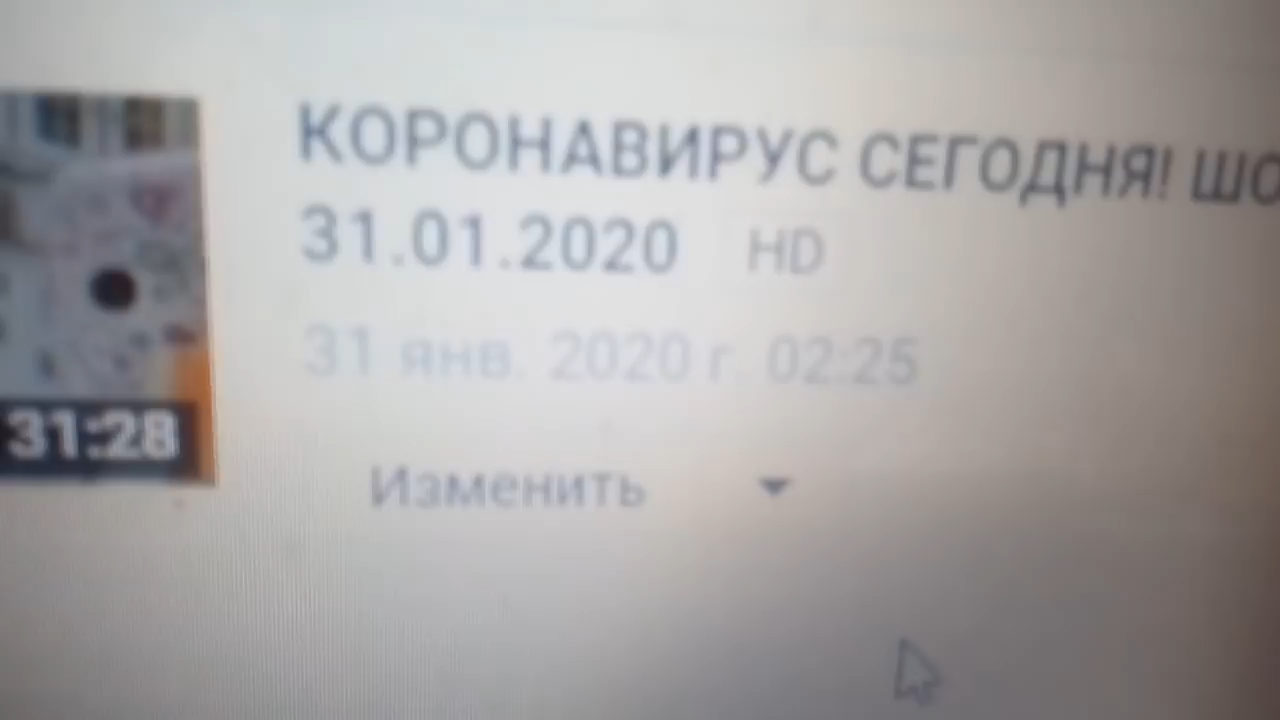 КОРОНАВИРУС СЕГОДНЯ!
31.01.2020 HD
31 янв. 2020 г. 02:25
31:28
Изменить